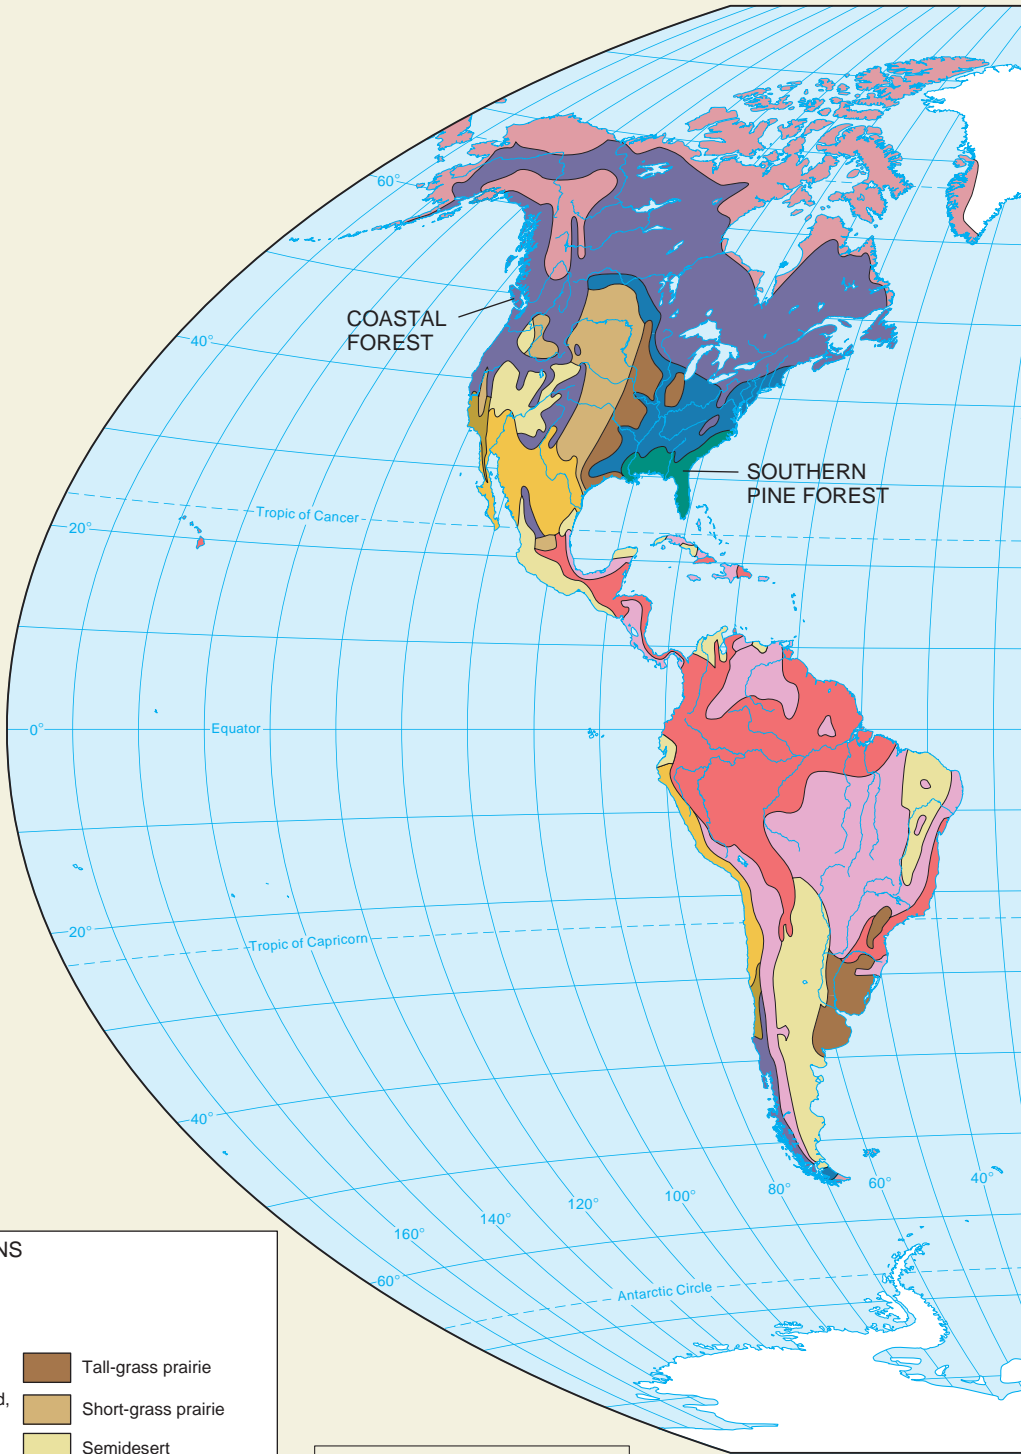 60°
COASTAL
FOREST
40°
SOUTHERN
PINE FOREST
Tropic of Cancer
20°
Equator
0°
20°
Tropic of Capricorn
40°
160°
140°
120°
100°
80°
60°
40°
60°
Antarctic Circle
NS
Tall-grass prairie
d,
Short-grass prairie
Semidesert